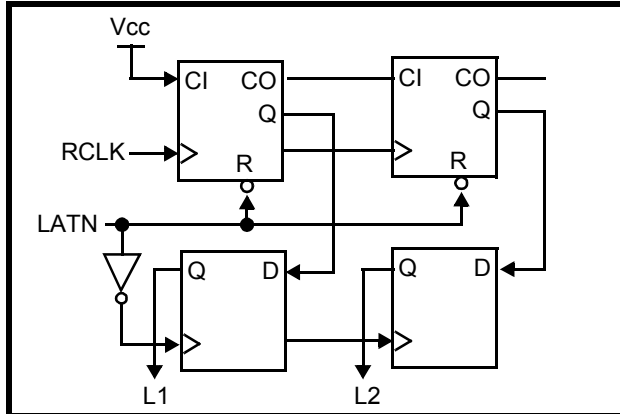 Vcc
CI CO
Q
R
CI CO
Q
R
RCLK
LATN
Q D
Q D
L1
L2